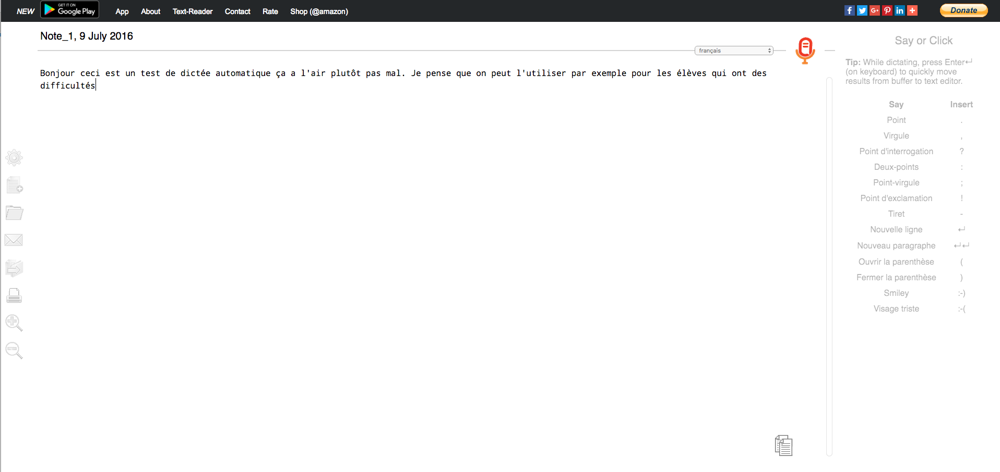 NEW GET IT ON Google Play App About Text-Reader Contact Rate Shop (@amazon) Donate
Note_1, 9 July 2016
français
Bonjour ceci est un test de dictée automatique ça a l'air plutôt pas mal. Je pense que on peut l'utiliser par exemple pour les élèves qui ont des
difficultés
Say or Click
Tip: While dictating, press Enter↵
(on keyboard) to quickly move
results from buffer to text editor.
Say Insert
Point .
Virgule ,
Point d'interrogation ?
Deux-points :
Point-virgule ;
Point d'exclamation !
Tiret -
Nouvelle ligne ↵
Nouveau paragraphe ↵↵
Ouvrir la parenthèse (
Fermer la parenthèse )
Smiley :-)
Visage triste :-(